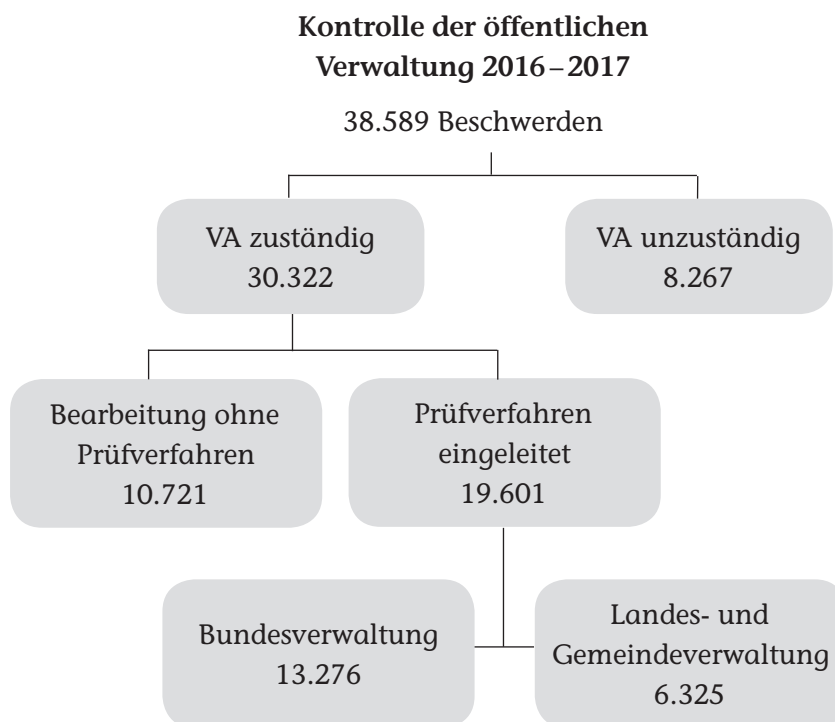 Kontrolle der öffentlichen
Verwaltung 2016–2017
38.589 Beschwerden
VA zuständig
30.322
VA unzuständig
8.267
Bearbeitung ohne
Prüfverfahren
10.721
Prüfverfahren
eingeleitet
19.601
Bundesverwaltung
13.276
Landes- und
Gemeindeverwaltung
6.325